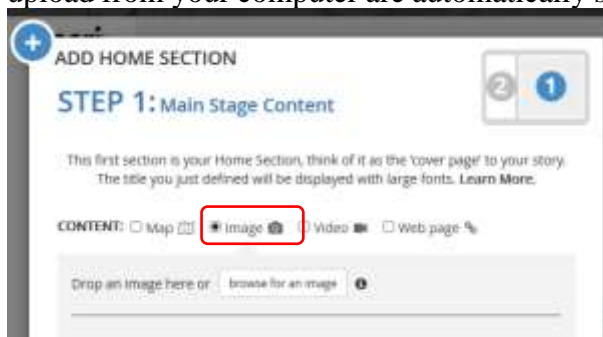 upload from your computer are automatically s
ADD HOME SECTION
STEP 1: Main Stage Content
2 1
This first section is your Home Section, think of it as the 'cover page' to your story.
The title you just defined will be displayed with large fonts. Learn More.
CONTENT: Map Image Video Web page
Drop an image here or browse for an image